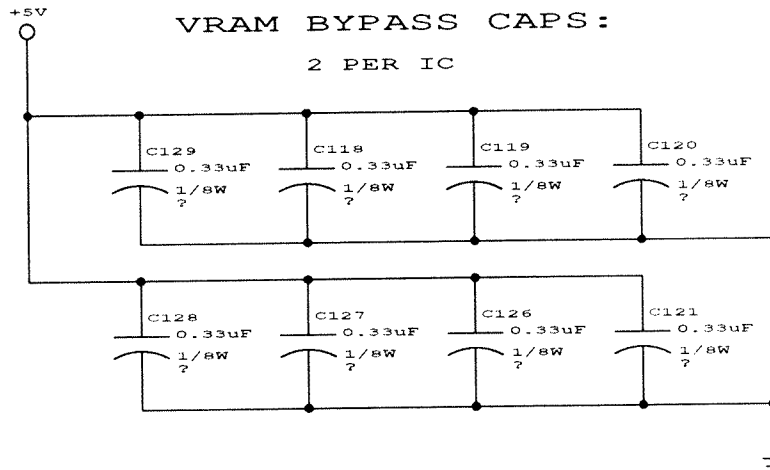 +5V
VRAM BYPASS CAPS:
2 PER IC
C129
0.33uF
1/8W
?
C118
0.33uF
1/8W
?
C119
0.33uF
1/8W
?
C120
0.33uF
1/8W
?
C128
0.33uF
1/8W
?
C127
0.33uF
1/8W
?
C126
0.33uF
1/8W
?
C121
0.33uF
1/8W
?